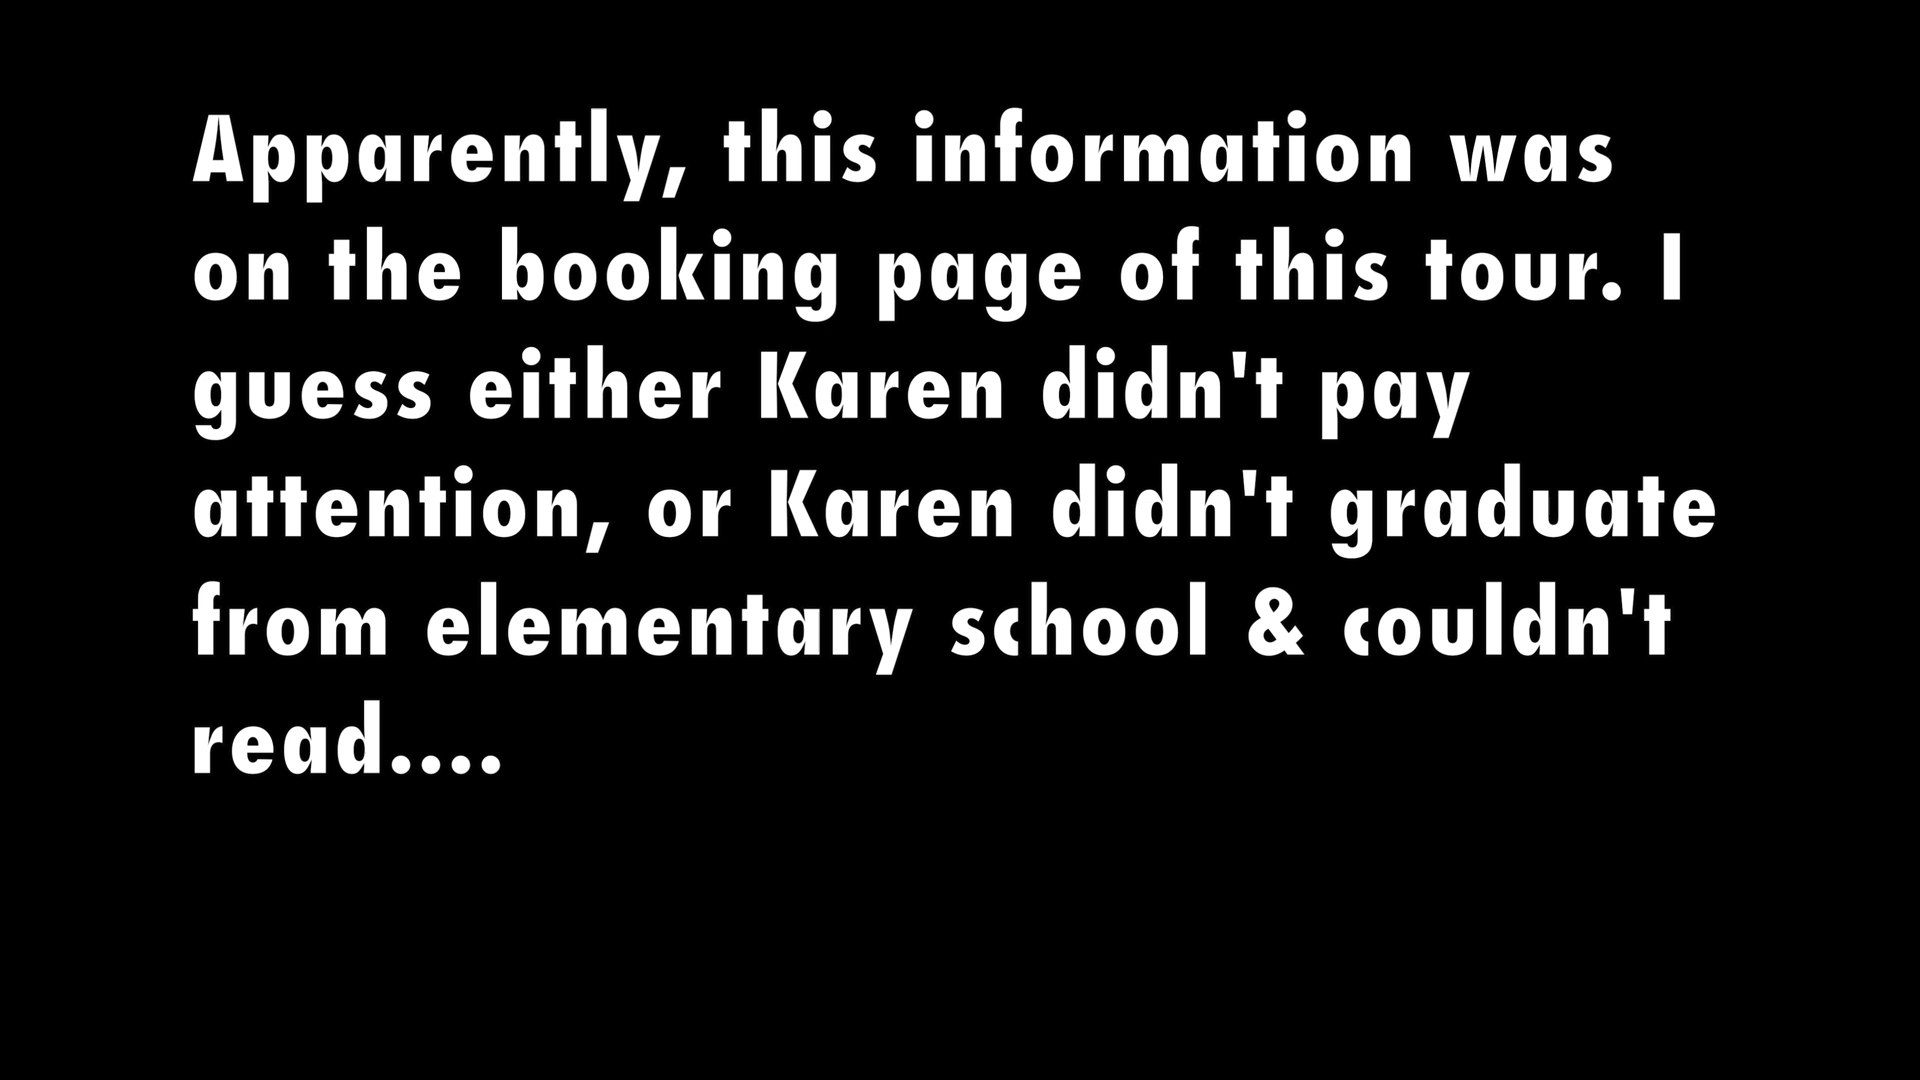 Apparently, this information was
on the booking page of this tour. I
guess either Karen didn't pay
attention, or Karen didn't graduate
from elementary school & couldn't
read....